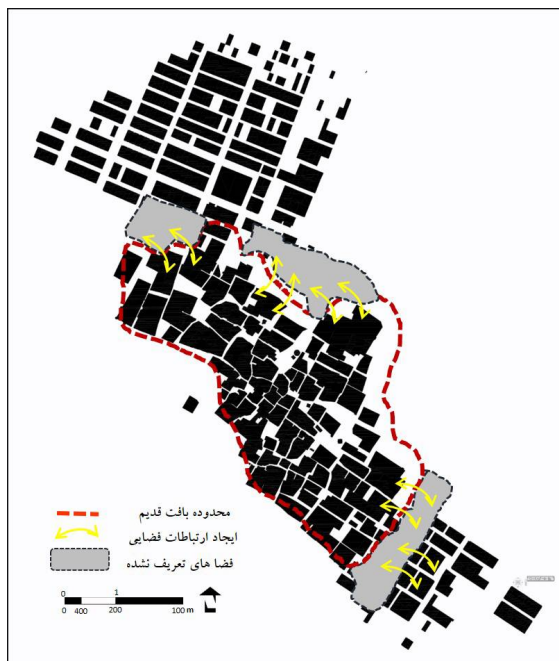 محدوده بافت قدیم
ایجاد ارتباطات فضایی
فضا های تعریف نشده
0 1
0 400 200 100 m